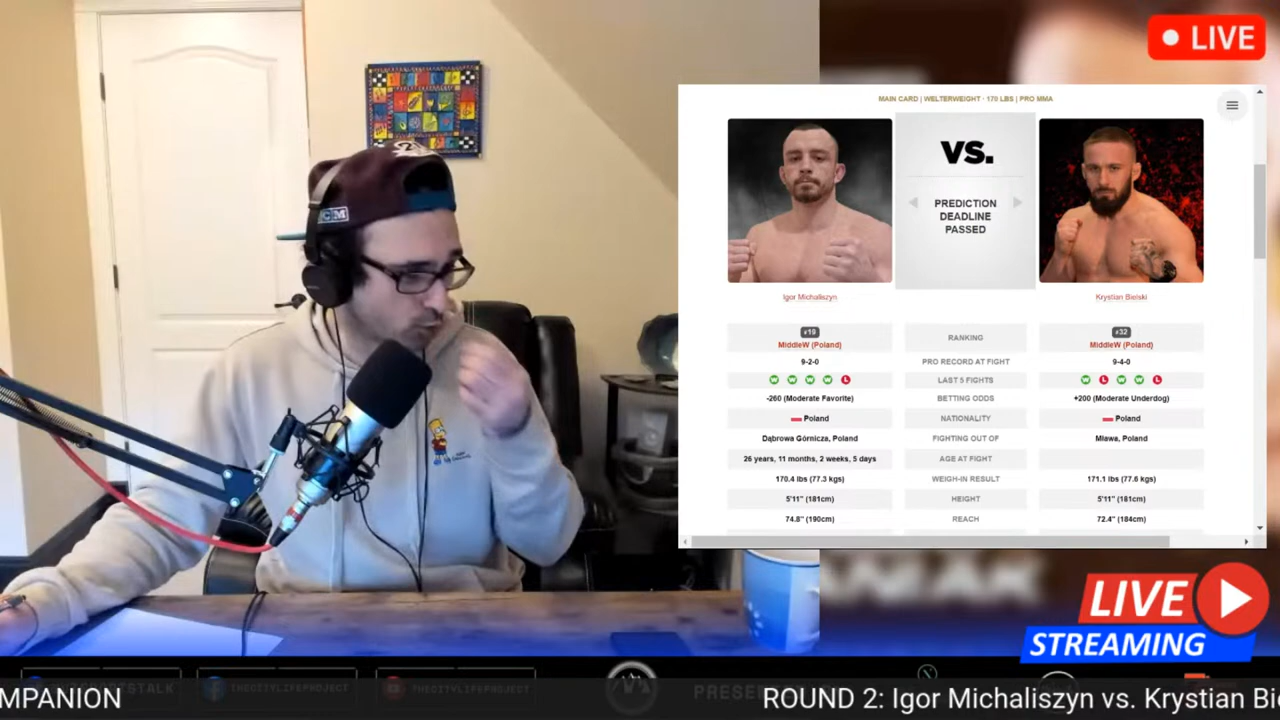 LIVE
MAIN CARD | WELTERWEIGHT · 170 LBS | PRO MMA
VS.
PREDICTION
DEADLINE
PASSED
Igor Michaliszyn
Krystian Bielski
#19
MiddleW (Poland)
RANKING
#32
MiddleW (Poland)
9-2-0
PRO RECORD AT FIGHT
9-4-0
W W W W L
LAST 5 FIGHTS
W L W W L
-260 (Moderate Favorite)
BETTING ODDS
+200 (Moderate Underdog)
Poland
NATIONALITY
Poland
Dąbrowa Górnicza, Poland
FIGHTING OUT OF
Mława, Poland
26 years, 11 months, 2 weeks, 5 days
AGE AT FIGHT
170.4 lbs (77.3 kgs)
WEIGH-IN RESULT
171.1 lbs (77.6 kgs)
5'11" (181cm)
HEIGHT
5'11" (181cm)
74.8" (190cm)
REACH
72.4" (184cm)
CCM
LIVE
STREAMING
THECITYLIFEPROJECT
THECITYLIFEPROJECT
MPANION
ROUND 2: Igor Michaliszyn vs. Krystian Bi